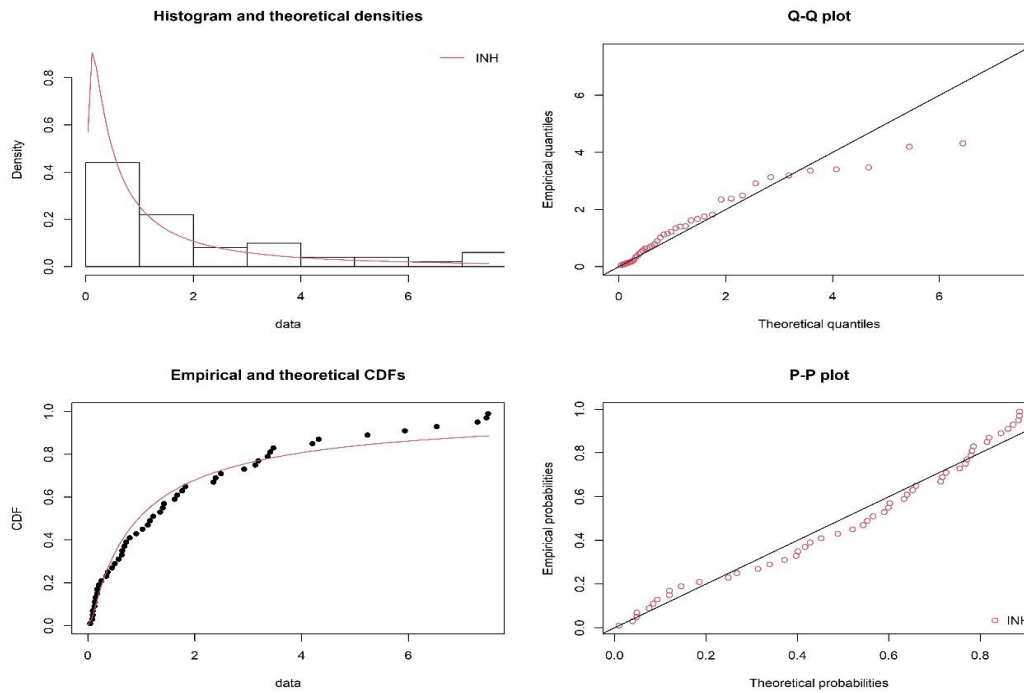 Histogram and theoretical densities
Density
0.0
0.2
0.4
0.6
0.8
INH
0
2
4
6
data
Q-Q plot
Empirical quantiles
0
2
4
6
0
2
4
6
Theoretical quantiles
Empirical and theoretical CDFs
CDF
0.0
0.2
0.4
0.6
0.8
1.0
0
2
4
6
data
P-P plot
Empirical probabilities
0.0
0.2
0.4
0.6
0.8
1.0
INH
0.0
0.2
0.4
0.6
0.8
Theoretical probabilities